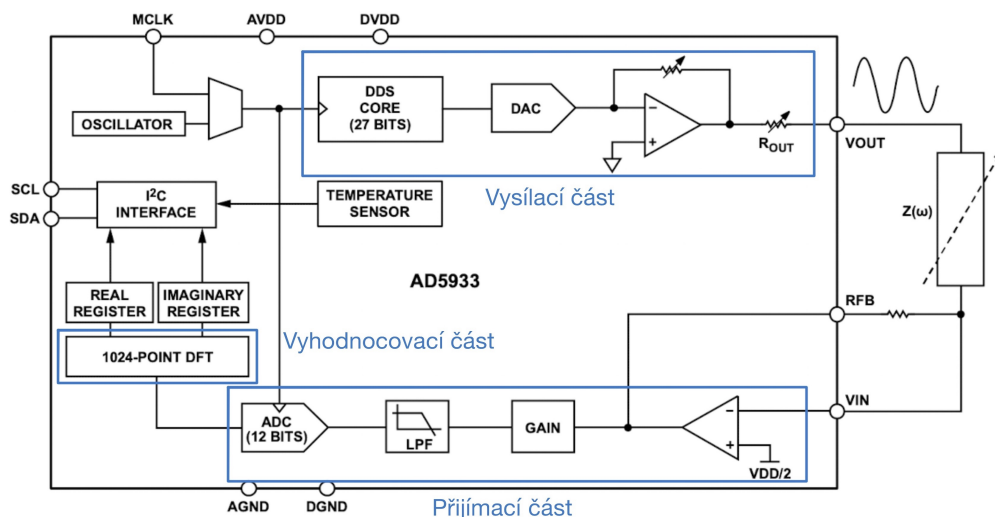 MCLK
AVDD
DVDD
DDS
CORE
(27 BITS)
DAC
−
+
ROUT
VOUT
OSCILLATOR
Vysílací část
SCL
SDA
I2C
INTERFACE
TEMPERATURE
SENSOR
Z(ω)
AD5933
REAL
REGISTER
IMAGINARY
REGISTER
RFB
Vyhodnocovací část
1024-POINT DFT
ADC
(12 BITS)
LPF
GAIN
−
+
VDD/2
VIN
AGND
DGND
Přijímací část